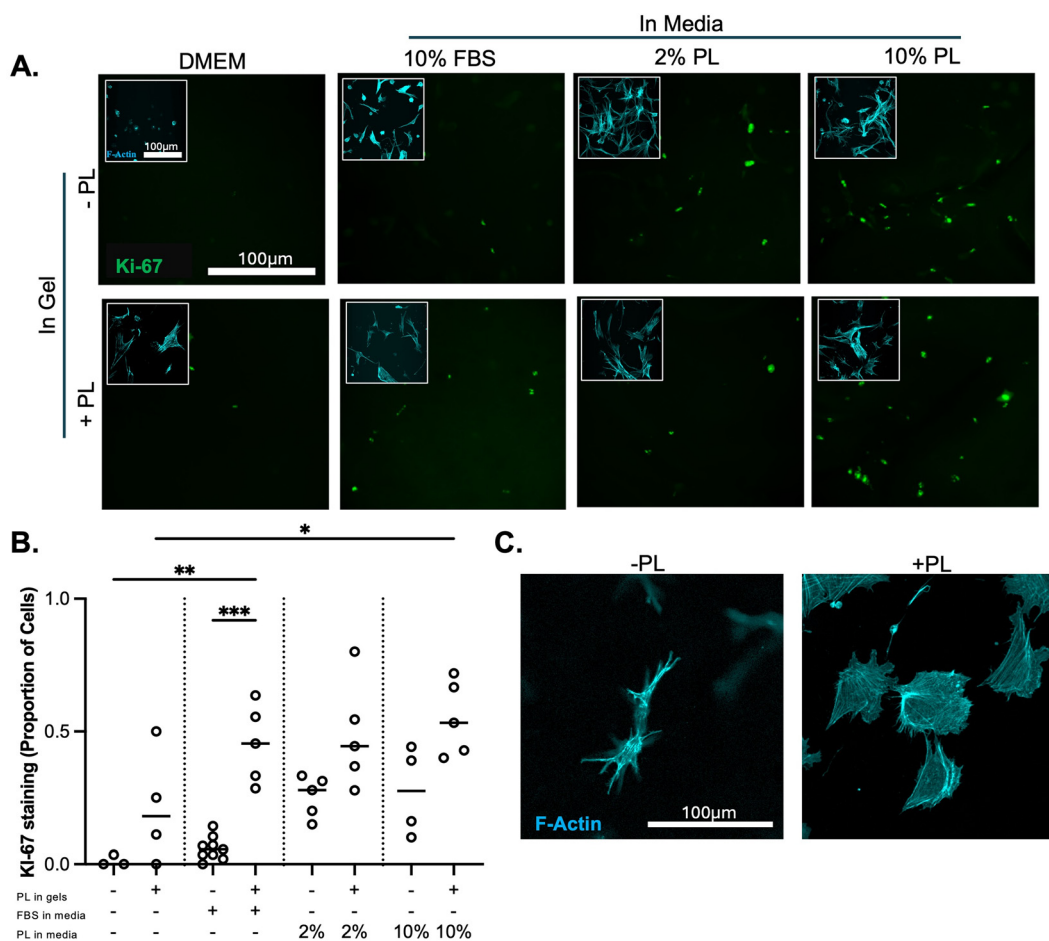 In Media
A.
DMEM
10% FBS
2% PL
10% PL
In Gel
- PL
F-Actin
100µm
Ki-67
100µm
+ PL
B.
*
**
***
KI-67 staining (Proportion of Cells)
1.0
0.5
0.0
PL in gels
- + - + - + - +
FBS in media
- - + + - - - -
PL in media
- - - - 2% 2% 10% 10%
C.
-PL
+PL
F-Actin
100µm